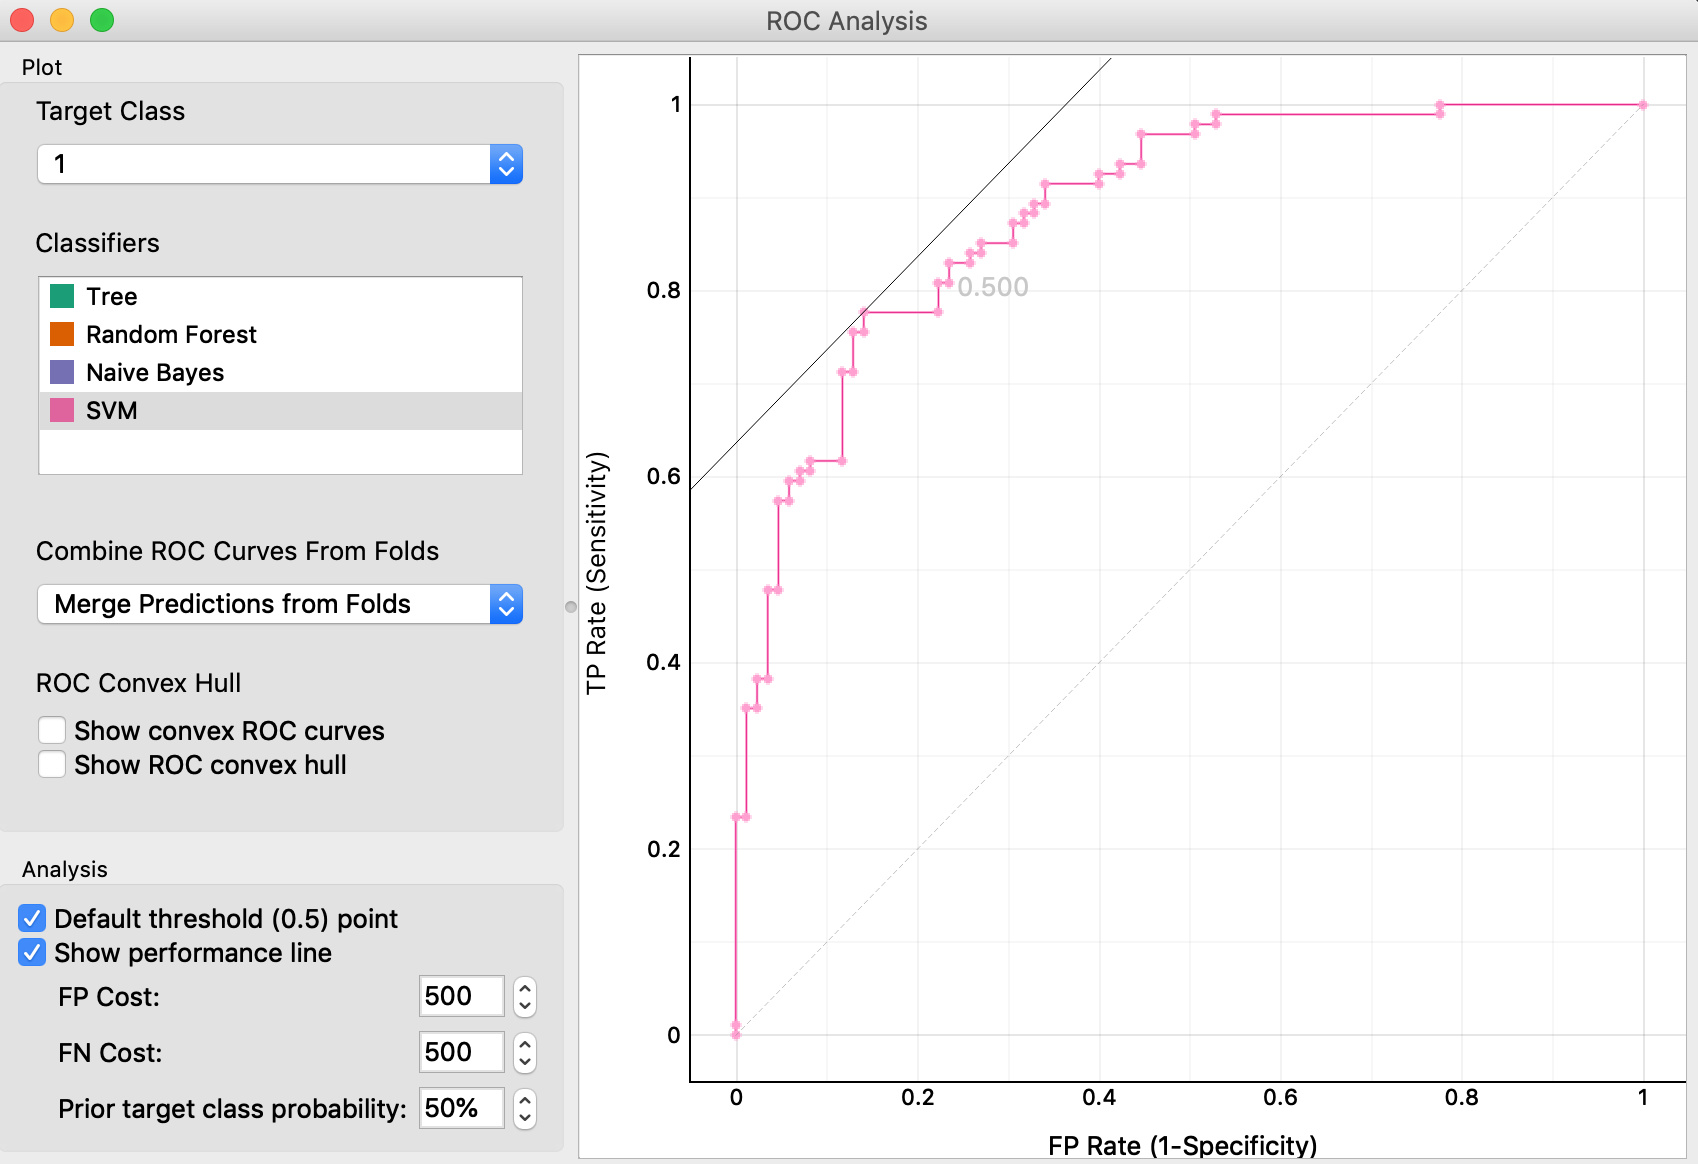 ROC Analysis
Plot
Target Class
1
Classifiers
Tree
Random Forest
Naive Bayes
SVM
Combine ROC Curves From Folds
Merge Predictions from Folds
ROC Convex Hull
Show convex ROC curves
Show ROC convex hull
Analysis
Default threshold (0.5) point
Show performance line
FP Cost: 500
FN Cost: 500
Prior target class probability: 50%
TP Rate (Sensitivity)
1
0.8
0.6
0.4
0.2
0
0.500
0 0.2 0.4 0.6 0.8 1
FP Rate (1-Specificity)